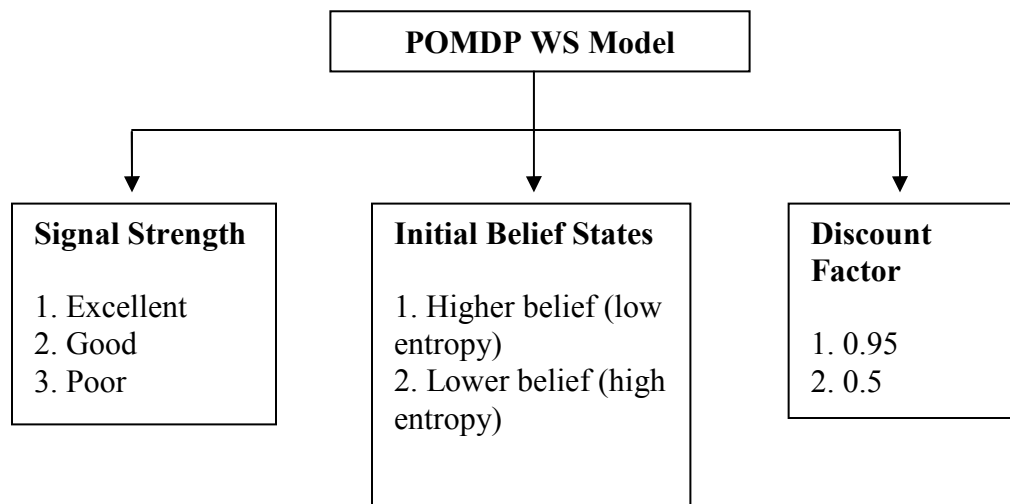 POMDP WS Model
Signal Strength
1. Excellent
2. Good
3. Poor
Initial Belief States
1. Higher belief (low
entropy)
2. Lower belief (high
entropy)
Discount
Factor
1. 0.95
2. 0.5